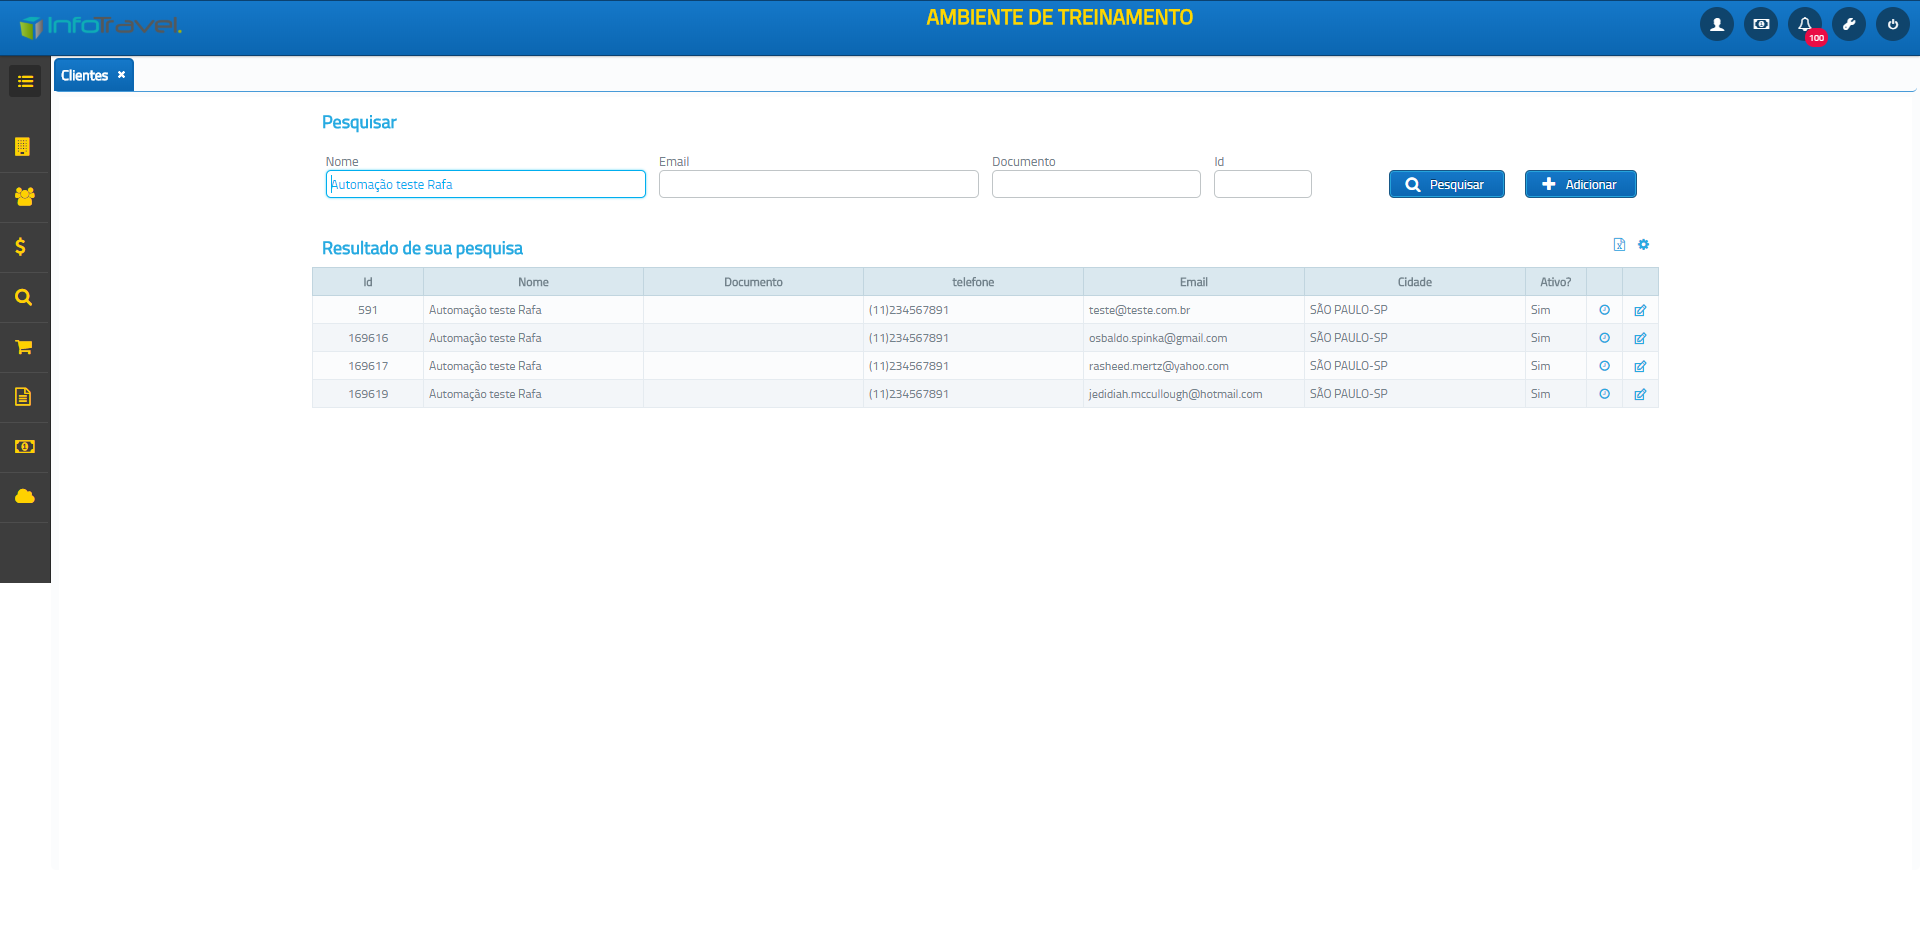 InfoTravel.
AMBIENTE DE TREINAMENTO
100
Clientes
Pesquisar
Nome Email Documento Id
Automação teste Rafa Pesquisar Adicionar
Resultado de sua pesquisa
Id Nome Documento telefone Email Cidade Ativo?
591 Automação teste Rafa (11)234567891 teste@teste.com.br SÃO PAULO-SP Sim
169616 Automação teste Rafa (11)234567891 osbaldo.spinka@gmail.com SÃO PAULO-SP Sim
169617 Automação teste Rafa (11)234567891 rasheed.mertz@yahoo.com SÃO PAULO-SP Sim
169619 Automação teste Rafa (11)234567891 jedidiah.mccullough@hotmail.com SÃO PAULO-SP Sim